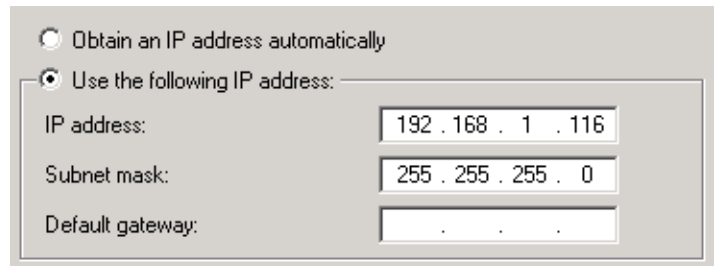 Obtain an IP address automatically
Use the following IP address:
IP address: 192 . 168 . 1 . 116
Subnet mask: 255 . 255 . 255 . 0
Default gateway: . . .